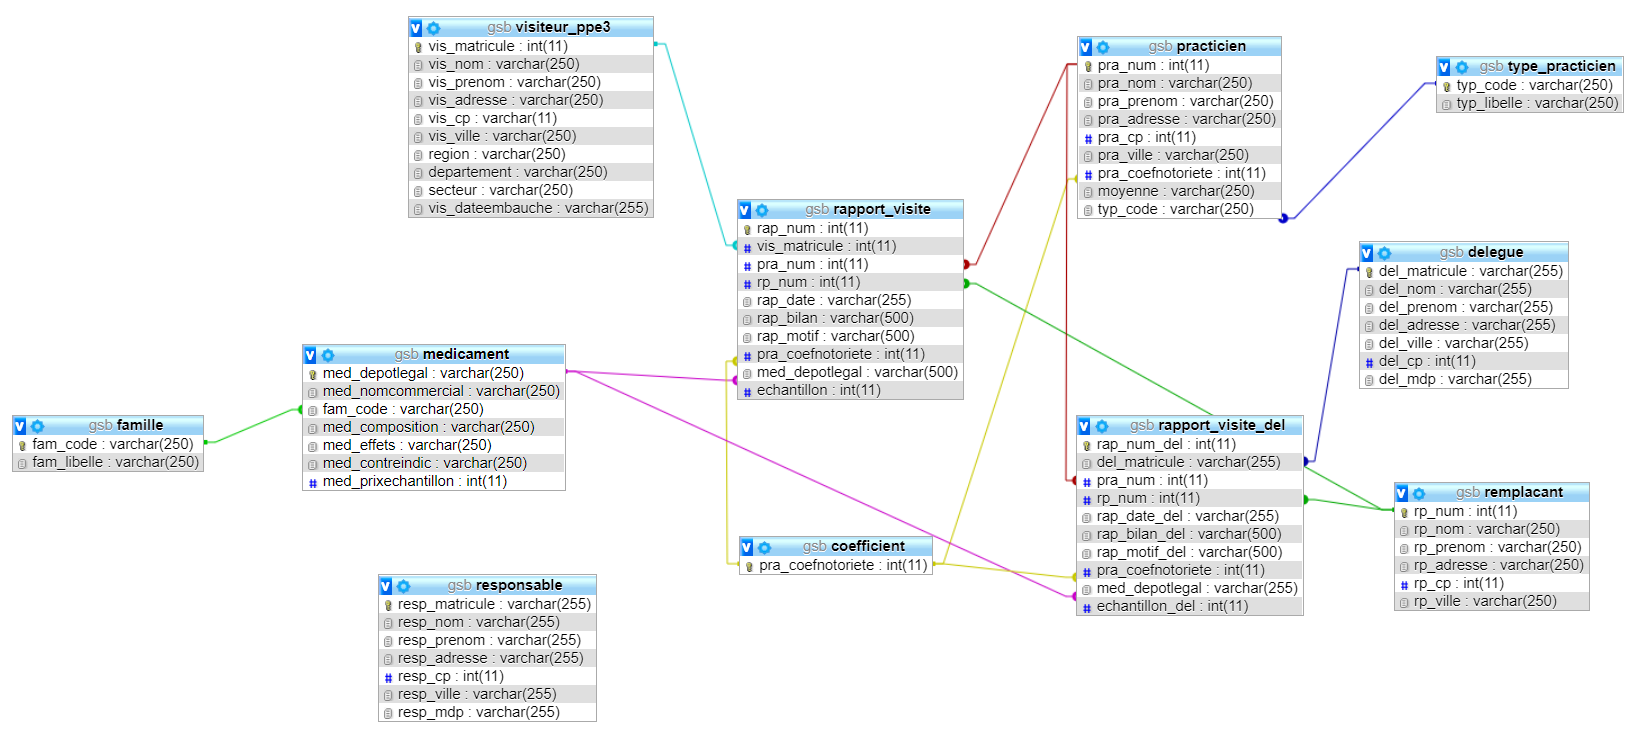 gsb visiteur_ppe3
vis_matricule : int(11)
vis_nom : varchar(250)
vis_prenom : varchar(250)
vis_adresse : varchar(250)
vis_cp : varchar(11)
vis_ville : varchar(250)
region : varchar(250)
departement : varchar(250)
secteur : varchar(250)
vis_dateembauche : varchar(255)
gsb practicien
pra_num : int(11)
pra_nom : varchar(250)
pra_prenom : varchar(250)
pra_adresse : varchar(250)
pra_cp : int(11)
pra_ville : varchar(250)
pra_coefnotoriete : int(11)
moyenne : varchar(250)
typ_code : varchar(250)
gsb type_practicien
typ_code : varchar(250)
typ_libelle : varchar(250)
gsb rapport_visite
rap_num : int(11)
vis_matricule : int(11)
pra_num : int(11)
rp_num : int(11)
rap_date : varchar(255)
rap_bilan : varchar(500)
rap_motif : varchar(500)
pra_coefnotoriete : int(11)
med_depotlegal : varchar(500)
echantillon : int(11)
gsb delegue
del_matricule : varchar(255)
del_nom : varchar(255)
del_prenom : varchar(255)
del_adresse : varchar(255)
del_ville : varchar(255)
del_cp : int(11)
del_mdp : varchar(255)
gsb medicament
med_depotlegal : varchar(250)
med_noncommercial : varchar(250)
fam_code : varchar(250)
med_composition : varchar(250)
med_effets : varchar(250)
med_contreindic : varchar(250)
med_prixechantillon : int(11)
gsb famille
fam_code : varchar(250)
fam_libelle : varchar(250)
gsb rapport_visite_del
rap_num_del : int(11)
del_matricule : varchar(255)
pra_num : int(11)
rp_num : int(11)
rap_date_del : varchar(255)
rap_bilan_del : varchar(500)
rap_motif_del : varchar(500)
pra_coefnotoriete : int(11)
med_depotlegal : varchar(255)
echantillon_del : int(11)
gsb remplacant
rp_num : int(11)
rp_nom : varchar(250)
rp_prenom : varchar(250)
rp_adresse : varchar(250)
rp_cp : int(11)
rp_ville : varchar(250)
gsb coefficient
pra_coefnotoriete : int(11)
gsb responsable
resp_matricule : varchar(255)
resp_nom : varchar(255)
resp_prenom : varchar(255)
resp_adresse : varchar(255)
resp_cp : int(11)
resp_ville : varchar(255)
resp_mdp : varchar(255)